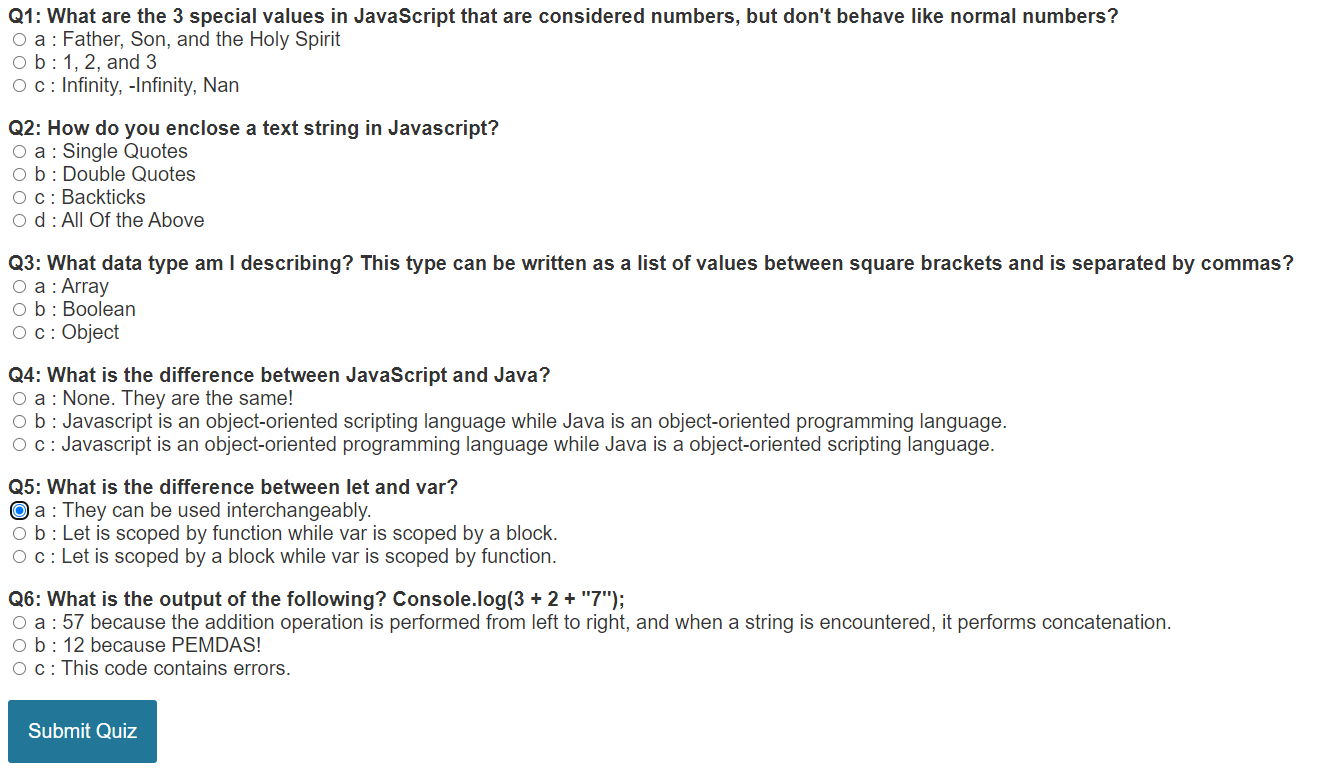 Q1: What are the 3 special values in JavaScript that are considered numbers, but don't behave like normal numbers?
a : Father, Son, and the Holy Spirit
b : 1, 2, and 3
c : Infinity, -Infinity, Nan
Q2: How do you enclose a text string in Javascript?
a : Single Quotes
b : Double Quotes
c : Backticks
d : All Of the Above
Q3: What data type am I describing? This type can be written as a list of values between square brackets and is separated by commas?
a : Array
b : Boolean
c : Object
Q4: What is the difference between JavaScript and Java?
a : None. They are the same!
b : Javascript is an object-oriented scripting language while Java is an object-oriented programming language.
c : Javascript is an object-oriented programming language while Java is a object-oriented scripting language.
Q5: What is the difference between let and var?
a : They can be used interchangeably.
b : Let is scoped by function while var is scoped by a block.
c : Let is scoped by a block while var is scoped by function.
Q6: What is the output of the following? Console.log(3 + 2 + "7");
a : 57 because the addition operation is performed from left to right, and when a string is encountered, it performs concatenation.
b : 12 because PEMDAS!
c : This code contains errors.
Submit Quiz